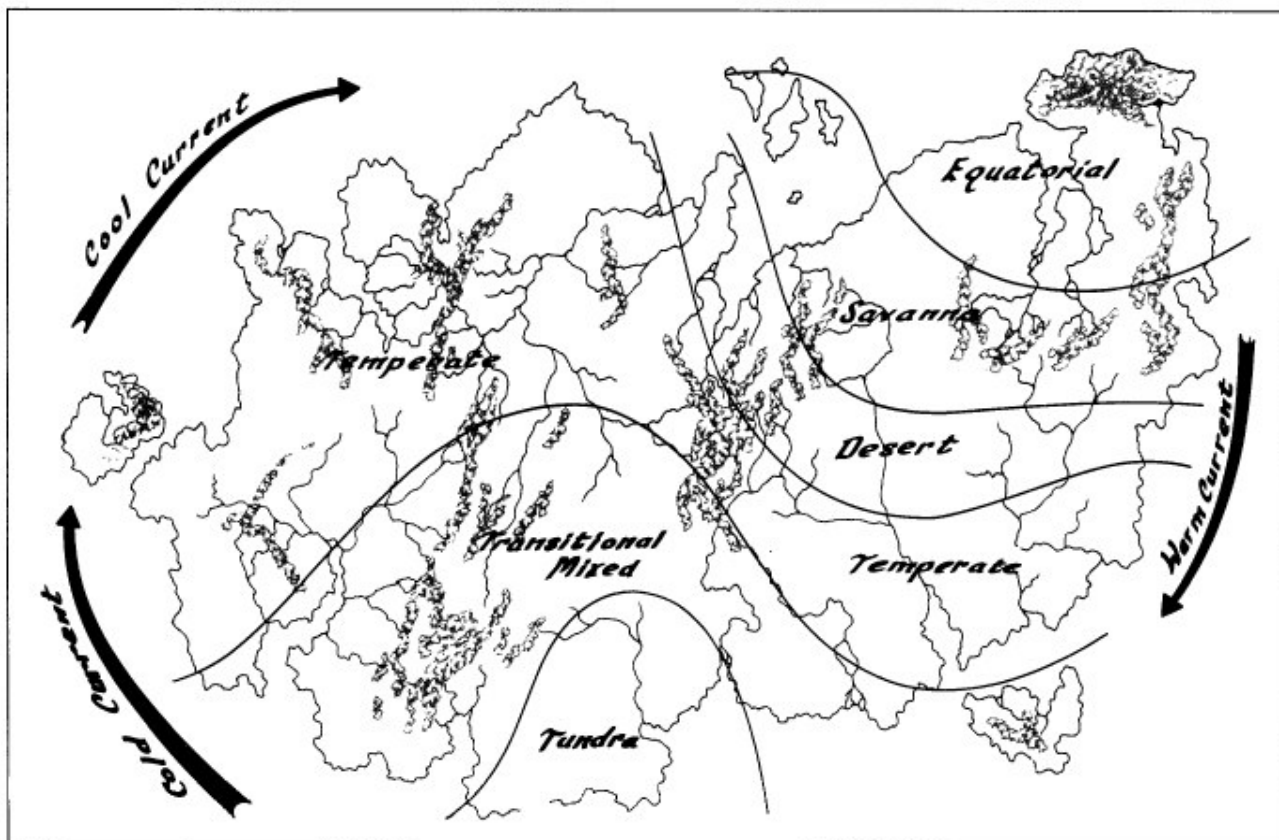 Cool Current
Equatorial
Savanna
Temperate
Desert
Warm Current
Transitional
Mixed
Temperate
Cold Current
Tundra